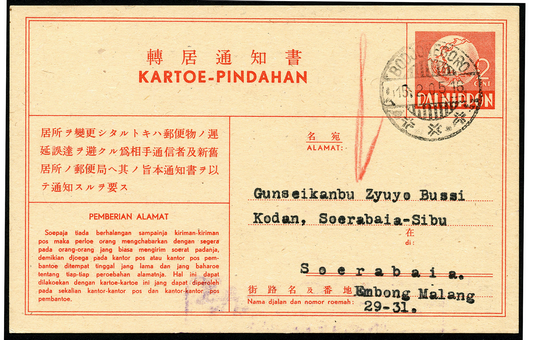 轉居通知書
KARTOE-PINDAHAN
2
DAI NIPPON
BODJONEGORO
居所ヲ變更シタルトキハ郵便物ノ遲
延誤達ヲ避クル爲相手通信者及新舊
居所ノ郵便局ヘ其ノ旨本通知書ヲ以
テ通知スルヲ要ス
PEMBERIAN ALAMAT
Soepaja tiada berhalangan sampainja kiriman-kiriman
pos maka perloe orang mengchabarkan dengan segera
pada orang-orang jang biasa mengirim soerat padanja,
demikian djoega pada kantor pos atau kantor pos pem-
bantoe ditempat tinggal jang lama dan jang baharoe
tentang tiap-tiap peroebahan alamatnja. Hal ini dapat
dilakoekan dengan kartoe-kartoe ini jang dapat diperoleh
pada sekalian kantor-kantor pos dan kantor-kantor pos
pembantoe.
名宛
ALAMAT:
Gunseikanbu Zyuyo Bussi
Kodan, Soerabaia-Sibu
在
di:
Soerabaia.
街路名及番地
Nama djalan dan nomor roemah:
Embong Malang
29-31.